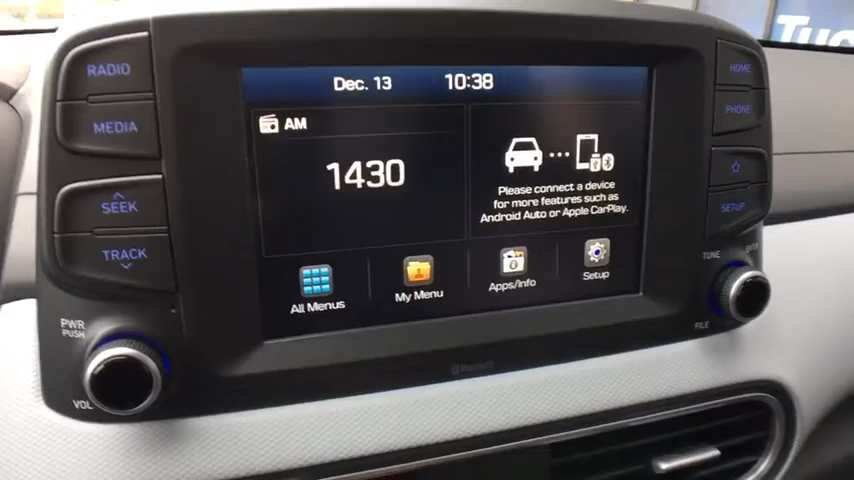 Tuc
RADIO
MEDIA
SEEK
TRACK
PWR
PUSH
VOL
Dec. 13 10:38
AM
1430
Please connect a device
for more features such as
Android Auto or Apple CarPlay.
All Menus
My Menu
Apps/Info
Setup
Bluetooth
HOME
PHONE
SETUP
TUNE
ENTER
FILE